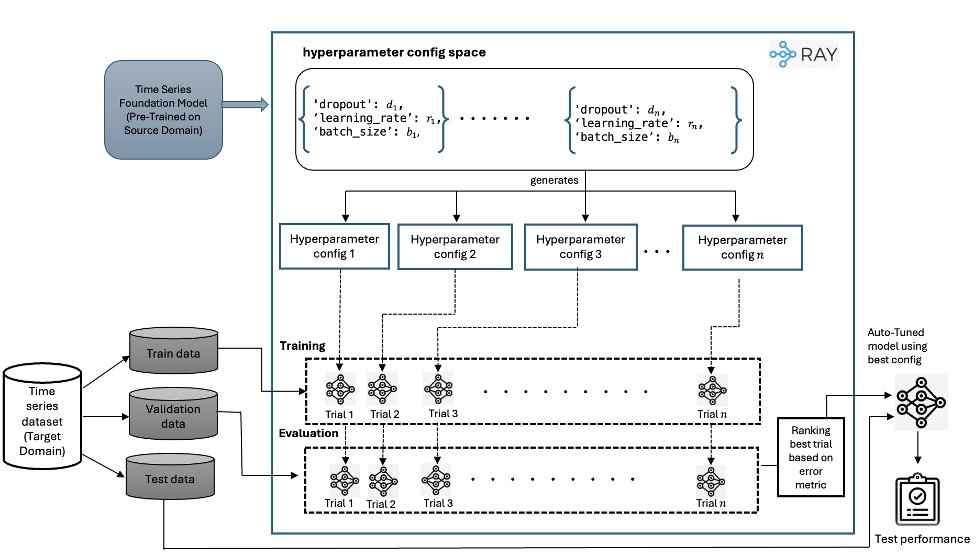 hyperparameter config space
RAY
Time Series
Foundation Model
(Pre-Trained on
Source Domain)
'dropout': d₁,
‘learning_rate’: r₁,
‘batch_size’: b₁,
. . . . . . . .
'dropout': dₙ,
‘learning_rate’: rₙ,
‘batch_size’: bₙ
generates
Hyperparameter
config 1
Hyperparameter
config 2
Hyperparameter
config 3
. . .
Hyperparameter
config n
Training
Trial 1
Trial 2
Trial 3
. . . . . . . . . .
Trial n
Evaluation
Trial 1
Trial 2
Trial 3
. . . . . . . . . .
Trial n
Time
series
dataset
(Target
Domain)
Train data
Validation
data
Test data
Ranking
best trial
based on
error
metric
Auto-Tuned
model using
best config
Test performance